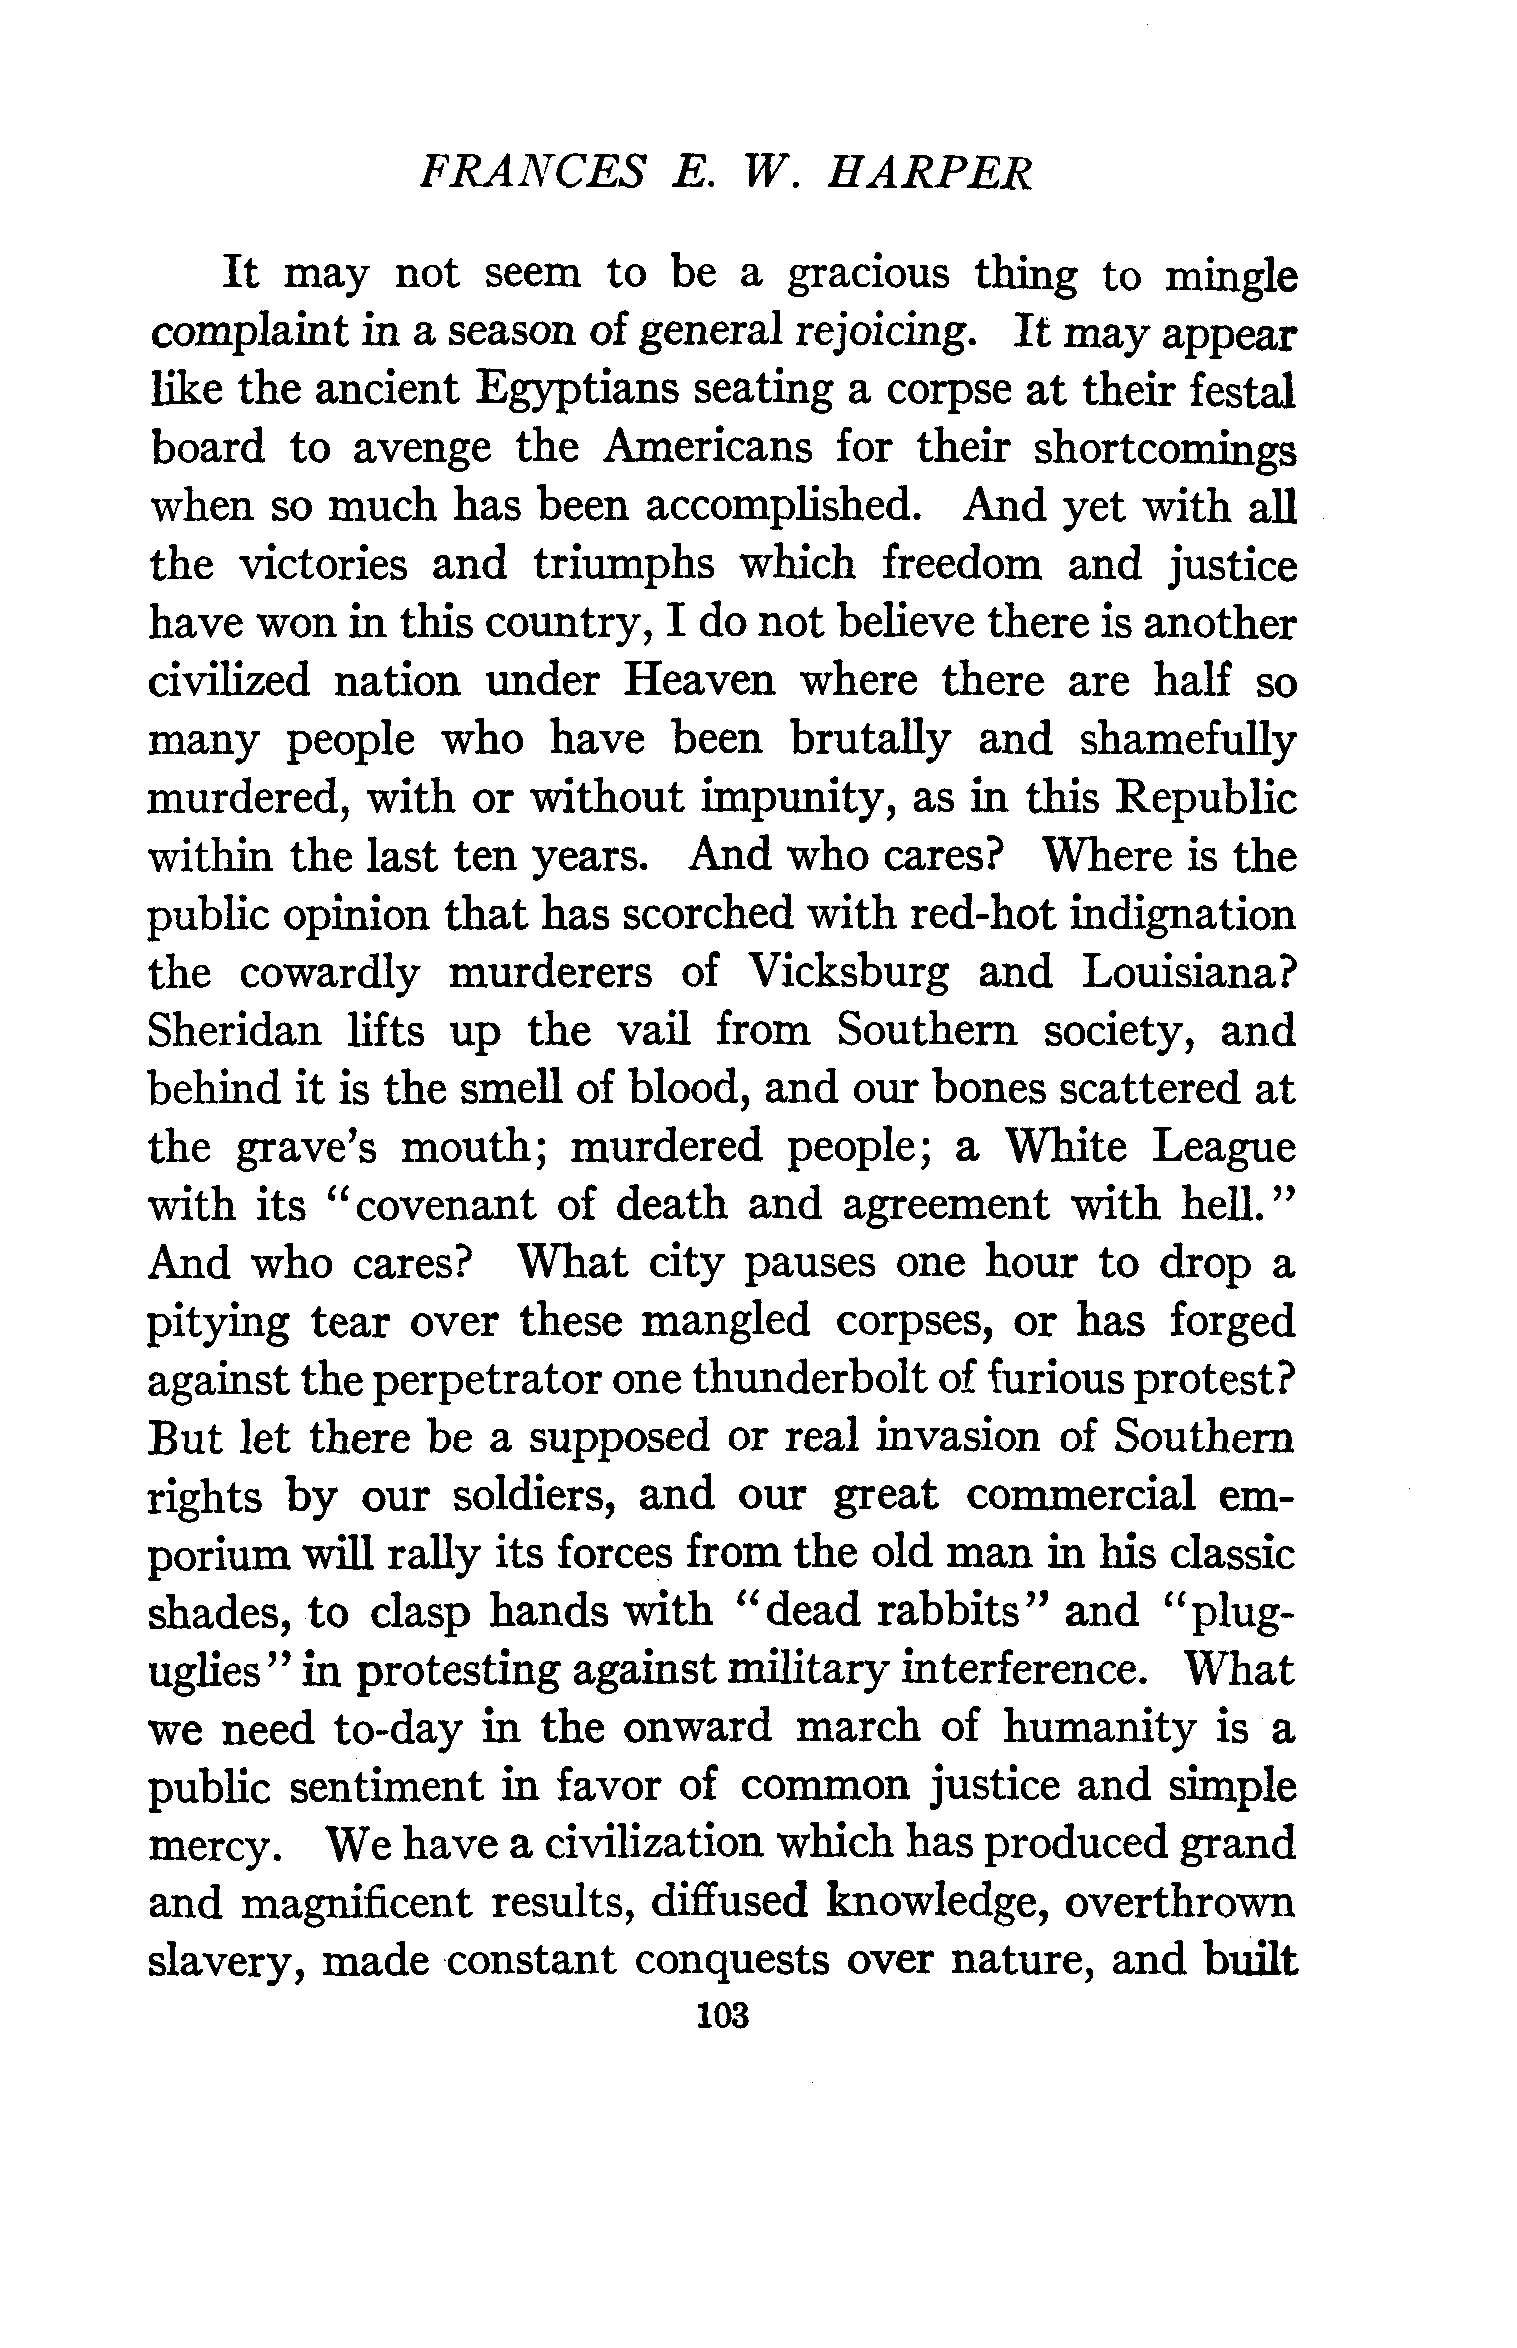 FRANCES E. W. HARPER
It may not seem to be a gracious thing to mingle
complaint in a season of general rejoicing. It may appear
like the ancient Egyptians seating a corpse at their festal
board to avenge the Americans for their shortcomings
when so much has been accomplished. And yet with all
the victories and triumphs which freedom and justice
have won in this country, I do not believe there is another
civilized nation under Heaven where there are half so
many people who have been brutally and shamefully
murdered, with or without impunity, as in this Republic
within the last ten years. And who cares? Where is the
public opinion that has scorched with red-hot indignation
the cowardly murderers of Vicksburg and Louisiana?
Sheridan lifts up the vail from Southern society, and
behind it is the smell of blood, and our bones scattered at
the grave's mouth; murdered people; a White League
with its "covenant of death and agreement with hell."
And who cares? What city pauses one hour to drop a
pitying tear over these mangled corpses, or has forged
against the perpetrator one thunderbolt of furious protest?
But let there be a supposed or real invasion of Southern
rights by our soldiers, and our great commercial em-
porium will rally its forces from the old man in his classic
shades, to clasp hands with "dead rabbits" and "plug-
uglies" in protesting against military interference. What
we need to-day in the onward march of humanity is a
public sentiment in favor of common justice and simple
mercy. We have a civilization which has produced grand
and magnificent results, diffused knowledge, overthrown
slavery, made constant conquests over nature, and built
103